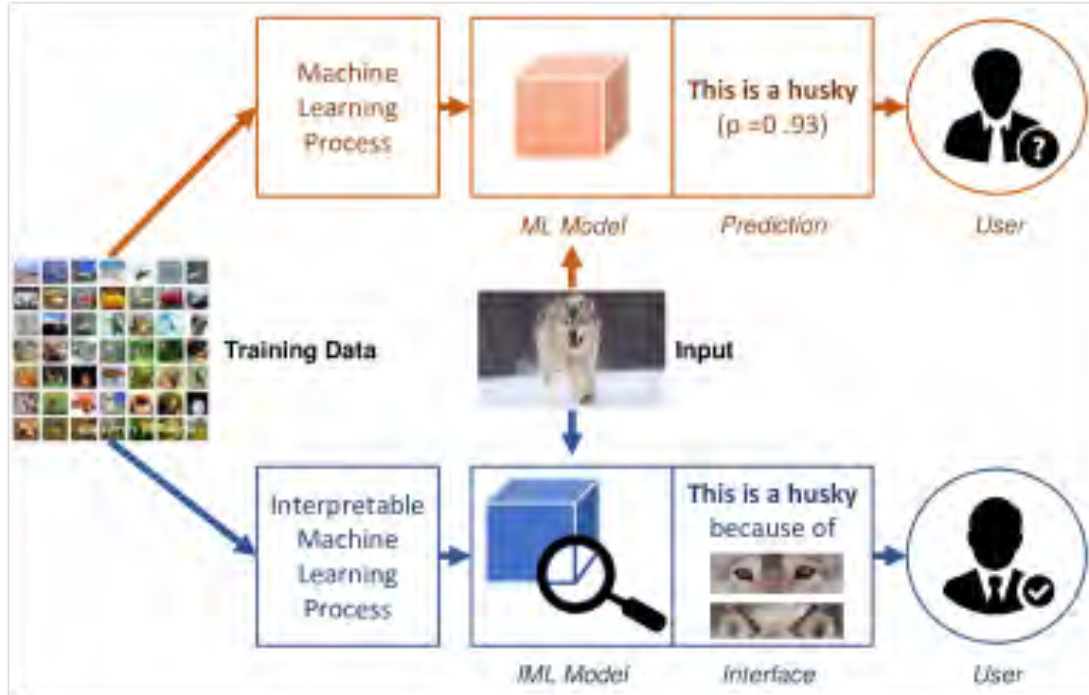 Machine
Learning
Process
This is a husky
(p =0 .93)
?
ML Model
Prediction
User
Training Data
Input
Interpretable
Machine
Learning
Process
This is a husky
because of
IML Model
Interface
User